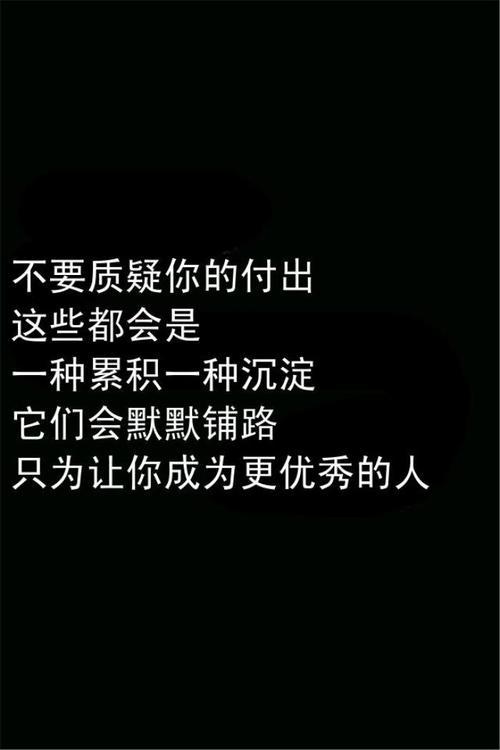 不要质疑你的付出
这些都会是
一种累积一种沉淀
它们会默默铺路
只为让你成为更优秀的人